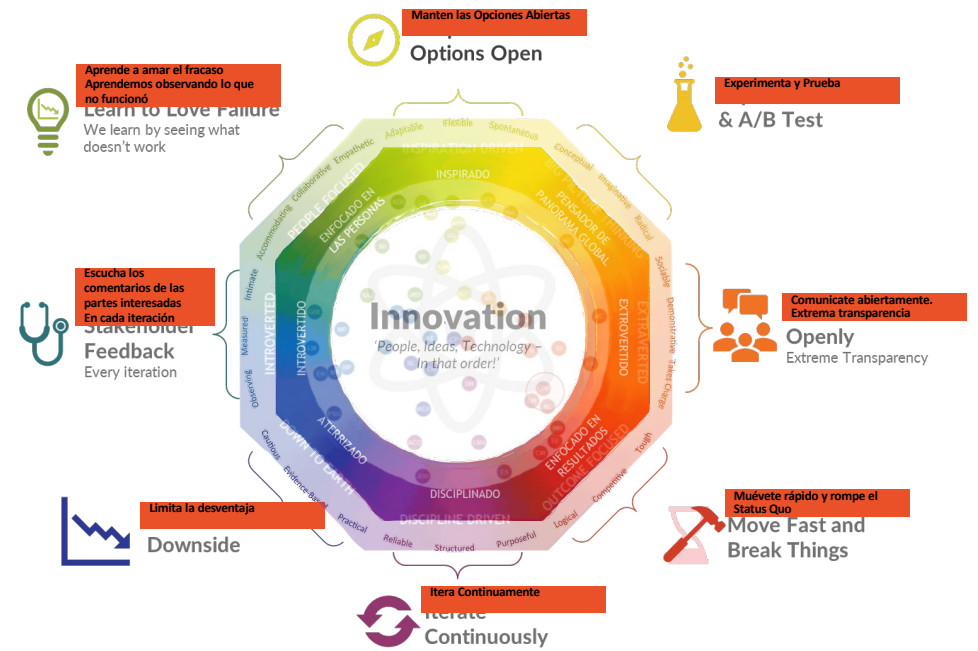 Manten las Opciones Abiertas
Options Open
Aprende a amar el fracaso
Aprendemos observando lo que
no funcionó
Learn to Love Failure
We learn by seeing what
doesn't work
Experimenta y Prueba
& A/B Test
Adaptable
Flexible
Spontaneous
Conceptual
Imaginative
Radical
Sociable
Demonstrative
Takes Charge
Tough
Competitive
Logical
Purposeful
Structured
Reliable
Practical
Evidence-Based
Cautious
Observing
Measured
Intimate
Accommodating
Collaborative
Empathetic
INSPIRATION DRIVEN
INSPIRADO
BIG PICTURE THINKING
PENSADOR DE
PANORAMA GLOBAL
EXTRAVERTED
EXTROVERTIDO
OUTCOME FOCUSED
ENFOCADO EN
RESULTADOS
DISCIPLINADO
DISCIPLINE DRIVEN
DOWN TO EARTH
ATERRIZADO
INTROVERTED
INTROVERTIDO
PEOPLE FOCUSED
ENFOCADO EN
LAS PERSONAS
Innovation
‘People, Ideas, Technology –
In that order!’
Escucha los
comentarios de las
partes interesadas
En cada iteración
Stakeholder
Feedback
Every iteration
Comunicate abiertamente.
Extrema transparencia
Openly
Extreme Transparency
Limita la desventaja
Downside
Muévete rápido y rompe el
Status Quo
Move Fast and
Break Things
Itera Continuamente
Iterate
Continuously